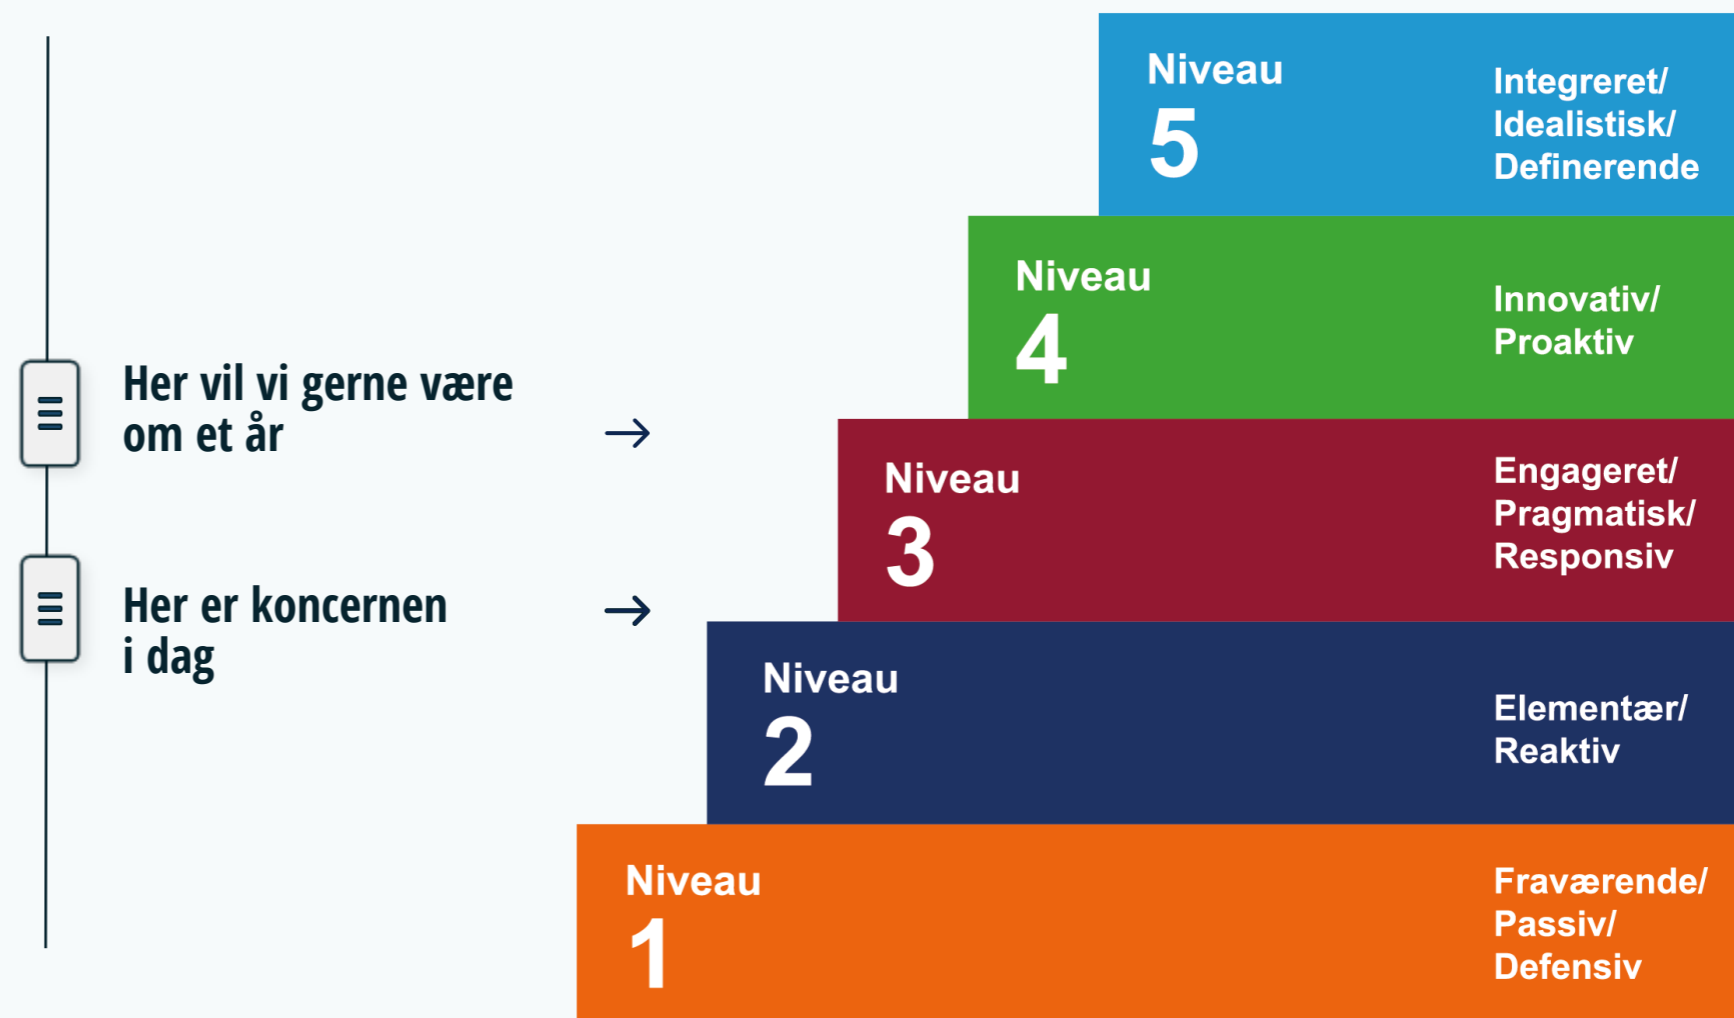 Niveau
5
Integreret/
Idealistisk/
Definerende
Niveau
4
Innovativ/
Proaktiv
Her vil vi gerne være
om et år
→
Niveau
3
Engageret/
Pragmatisk/
Responsiv
Her er koncernen
i dag
→
Niveau
2
Elementær/
Reaktiv
Niveau
1
Fraværende/
Passiv/
Defensiv